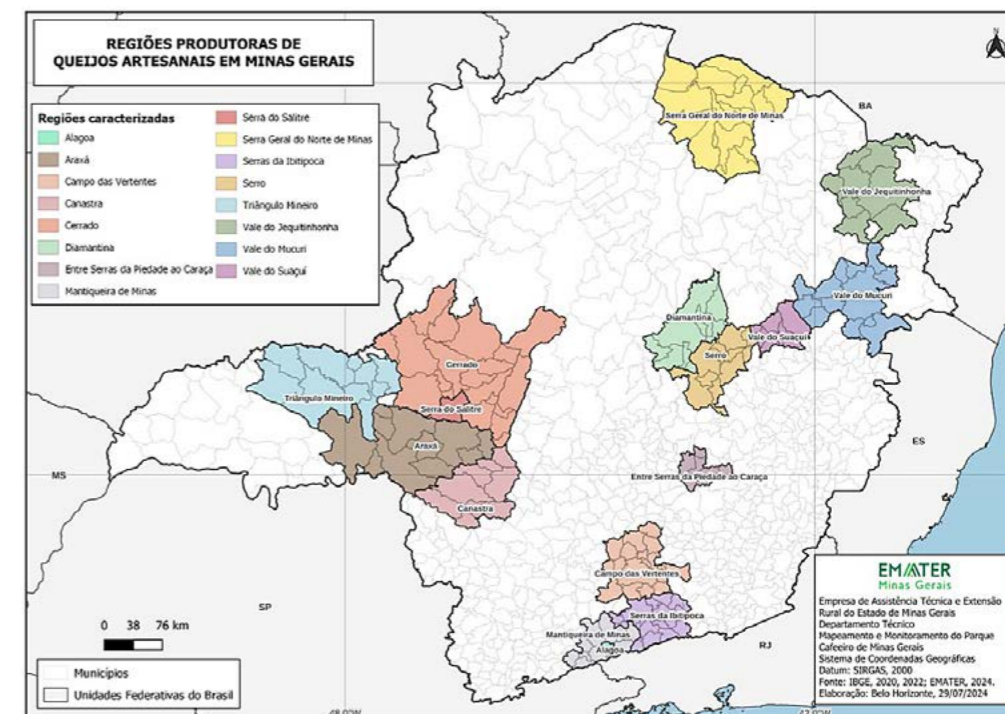 REGIÕES PRODUTORAS DE
QUEIJOS ARTESANAIS EM MINAS GERAIS
N
Regiões caracterizadas
Alagoa
Araxá
Campo das Vertentes
Canastra
Cerrado
Diamantina
Entre Serras da Piedade ao Caraça
Mantiqueira de Minas
Serra do Salitre
Serra Geral do Norte de Minas
Serras da Ibitipoca
Serro
Triângulo Mineiro
Vale do Jequitinhonha
Vale do Mucuri
Vale do Suaçuí
Serra Geral do Norte de Minas
BA
Vale do Jequitinhonha
Vale do Mucuri
Diamantina
Vale do Suaçuí
Serro
Cerrado
Triângulo Mineiro
Serra do Salitre
Araxá
ES
MS
Entre Serras da Piedade ao Caraça
Canastra
Campo das Vertentes
Serras da Ibitipoca
Mantiqueira de Minas
Alagoa
SP
RJ
0 38 76 km
Municípios
Unidades Federativas do Brasil
EMATER
Minas Gerais
Empresa de Assistência Técnica e Extensão
Rural do Estado de Minas Gerais
Departamento Técnico
Mapeamento e Monitoramento do Parque
Cafeeiro de Minas Gerais
Sistema de Coordenadas Geográficas
Datum: SIRGAS, 2000
Fonte: IBGE, 2020, 2022; EMATER, 2024.
Elaboração: Belo Horizonte, 29/07/2024